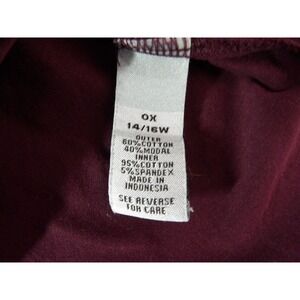 OX
14/16W
OUTER
60%COTTON
40%MODAL
INNER
95%COTTON
5%SPANDEX
MADE IN
INDONESIA
SEE REVERSE
FOR CARE